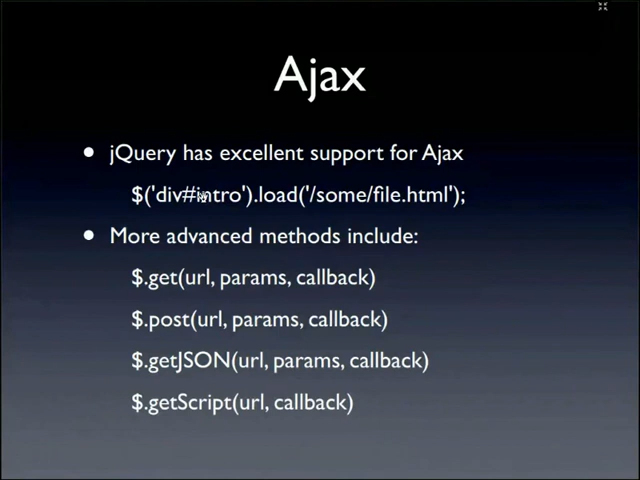 Ajax
• jQuery has excellent support for Ajax
$('div#intro').load('/some/file.html');
• More advanced methods include:
$.get(url, params, callback)
$.post(url, params, callback)
$.getJSON(url, params, callback)
$.getScript(url, callback)